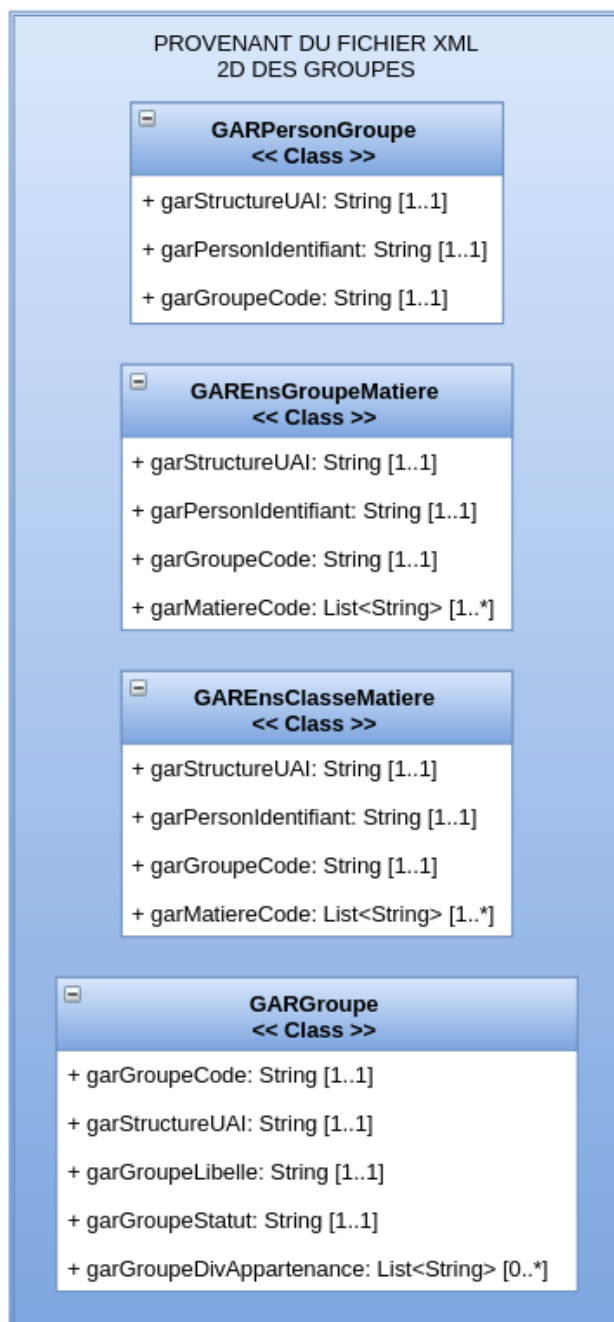 PROVENANT DU FICHIER XML
2D DES GROUPES
GARPersonGroupe
<< Class >>
+ garStructureUAI: String [1..1]
+ garPersonIdentifiant: String [1..1]
+ garGroupeCode: String [1..1]
GAREnsGroupeMatiere
<< Class >>
+ garStructureUAI: String [1..1]
+ garPersonIdentifiant: String [1..1]
+ garGroupeCode: String [1..1]
+ garMatiereCode: List<String> [1..*]
GAREnsClasseMatiere
<< Class >>
+ garStructureUAI: String [1..1]
+ garPersonIdentifiant: String [1..1]
+ garGroupeCode: String [1..1]
+ garMatiereCode: List<String> [1..*]
GARGroupe
<< Class >>
+ garGroupeCode: String [1..1]
+ garStructureUAI: String [1..1]
+ garGroupeLibelle: String [1..1]
+ garGroupeStatut: String [1..1]
+ garGroupeDivAppartenance: List<String> [0..*]